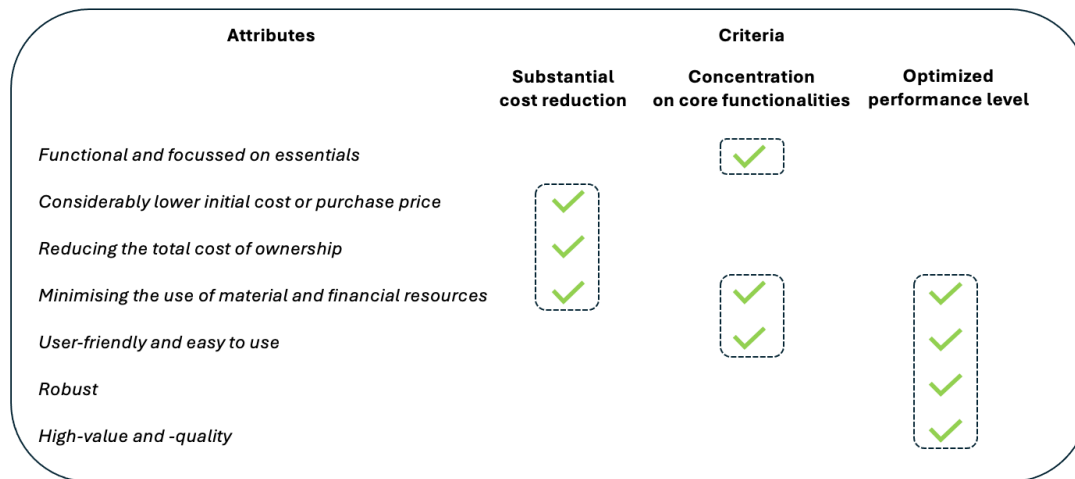 Attributes
Criteria
Substantial
cost reduction
Concentration
on core functionalities
Optimized
performance level
Functional and focussed on essentials
Considerably lower initial cost or purchase price
Reducing the total cost of ownership
Minimising the use of material and financial resources
User-friendly and easy to use
Robust
High-value and -quality